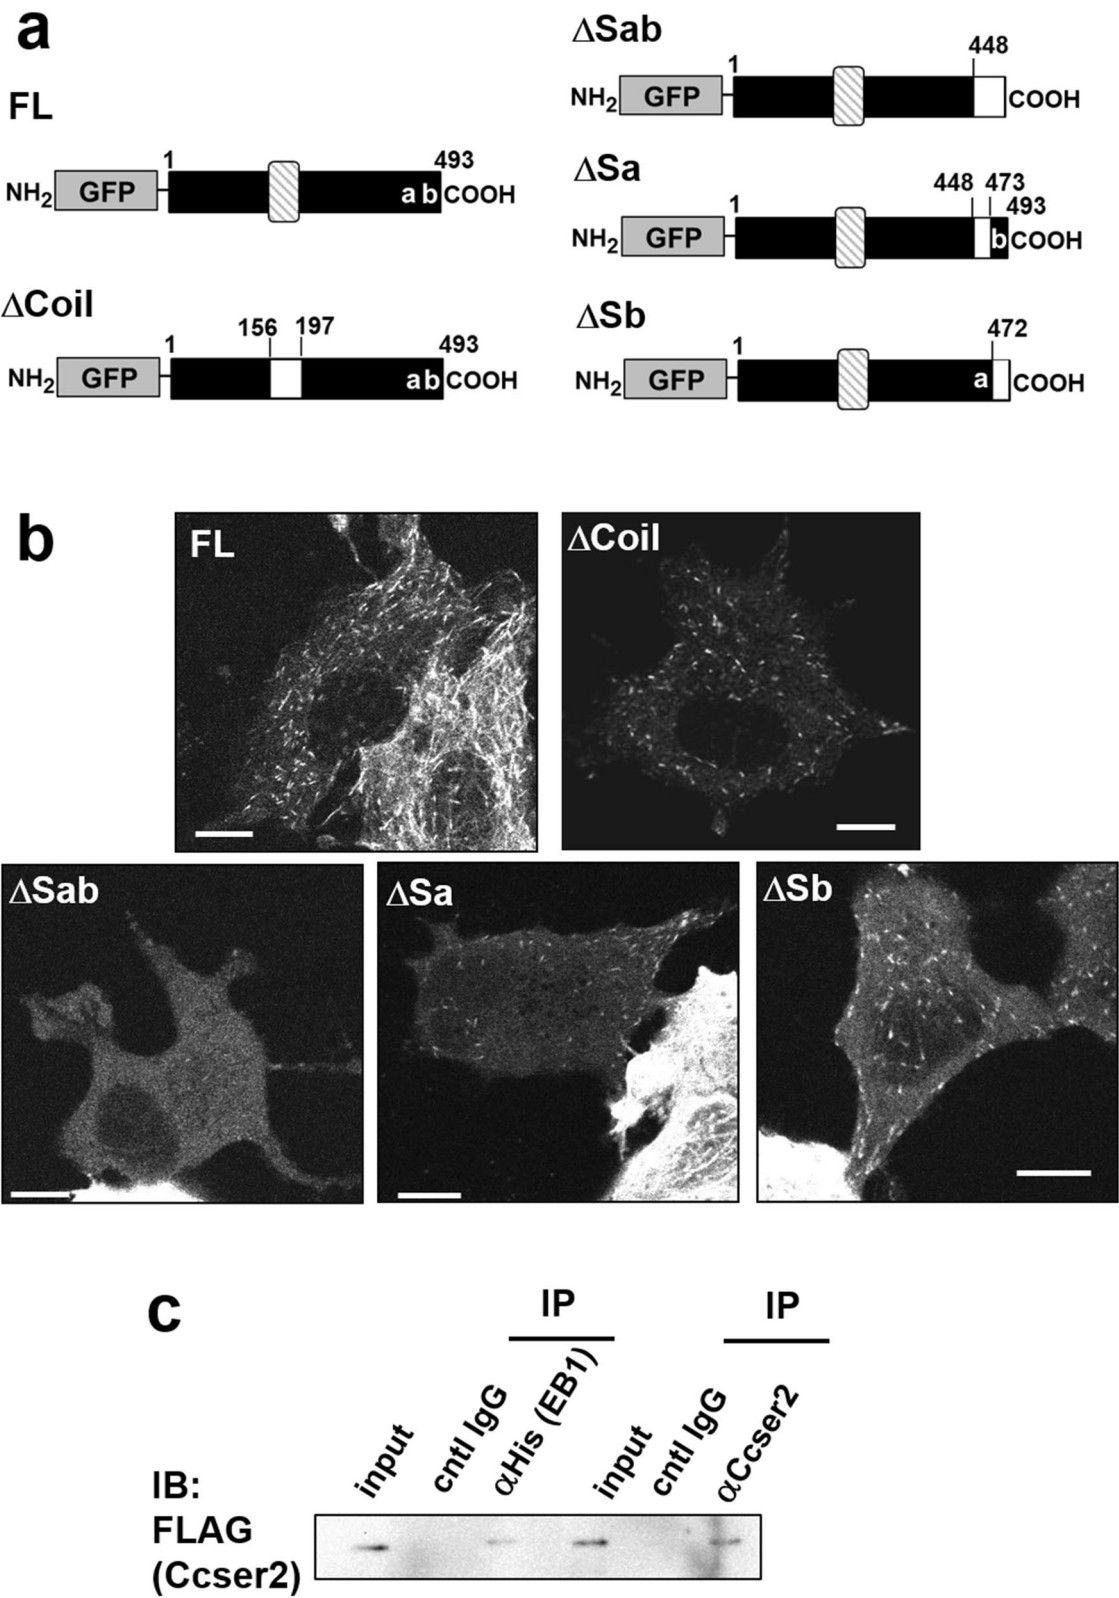 a
FL
1 493
NH2 GFP a b COOH
ΔCoil
156 197
1 493
NH2 GFP a b COOH
ΔSab
1 448
NH2 GFP COOH
ΔSa
448 473
1 493
NH2 GFP b COOH
ΔSb
1 472
NH2 GFP a COOH
b
FL
ΔCoil
ΔSab
ΔSa
ΔSb
c
IP IP
input
cntl IgG
αHis (EB1)
input
cntl IgG
αCcser2
IB:
FLAG
(Ccser2)